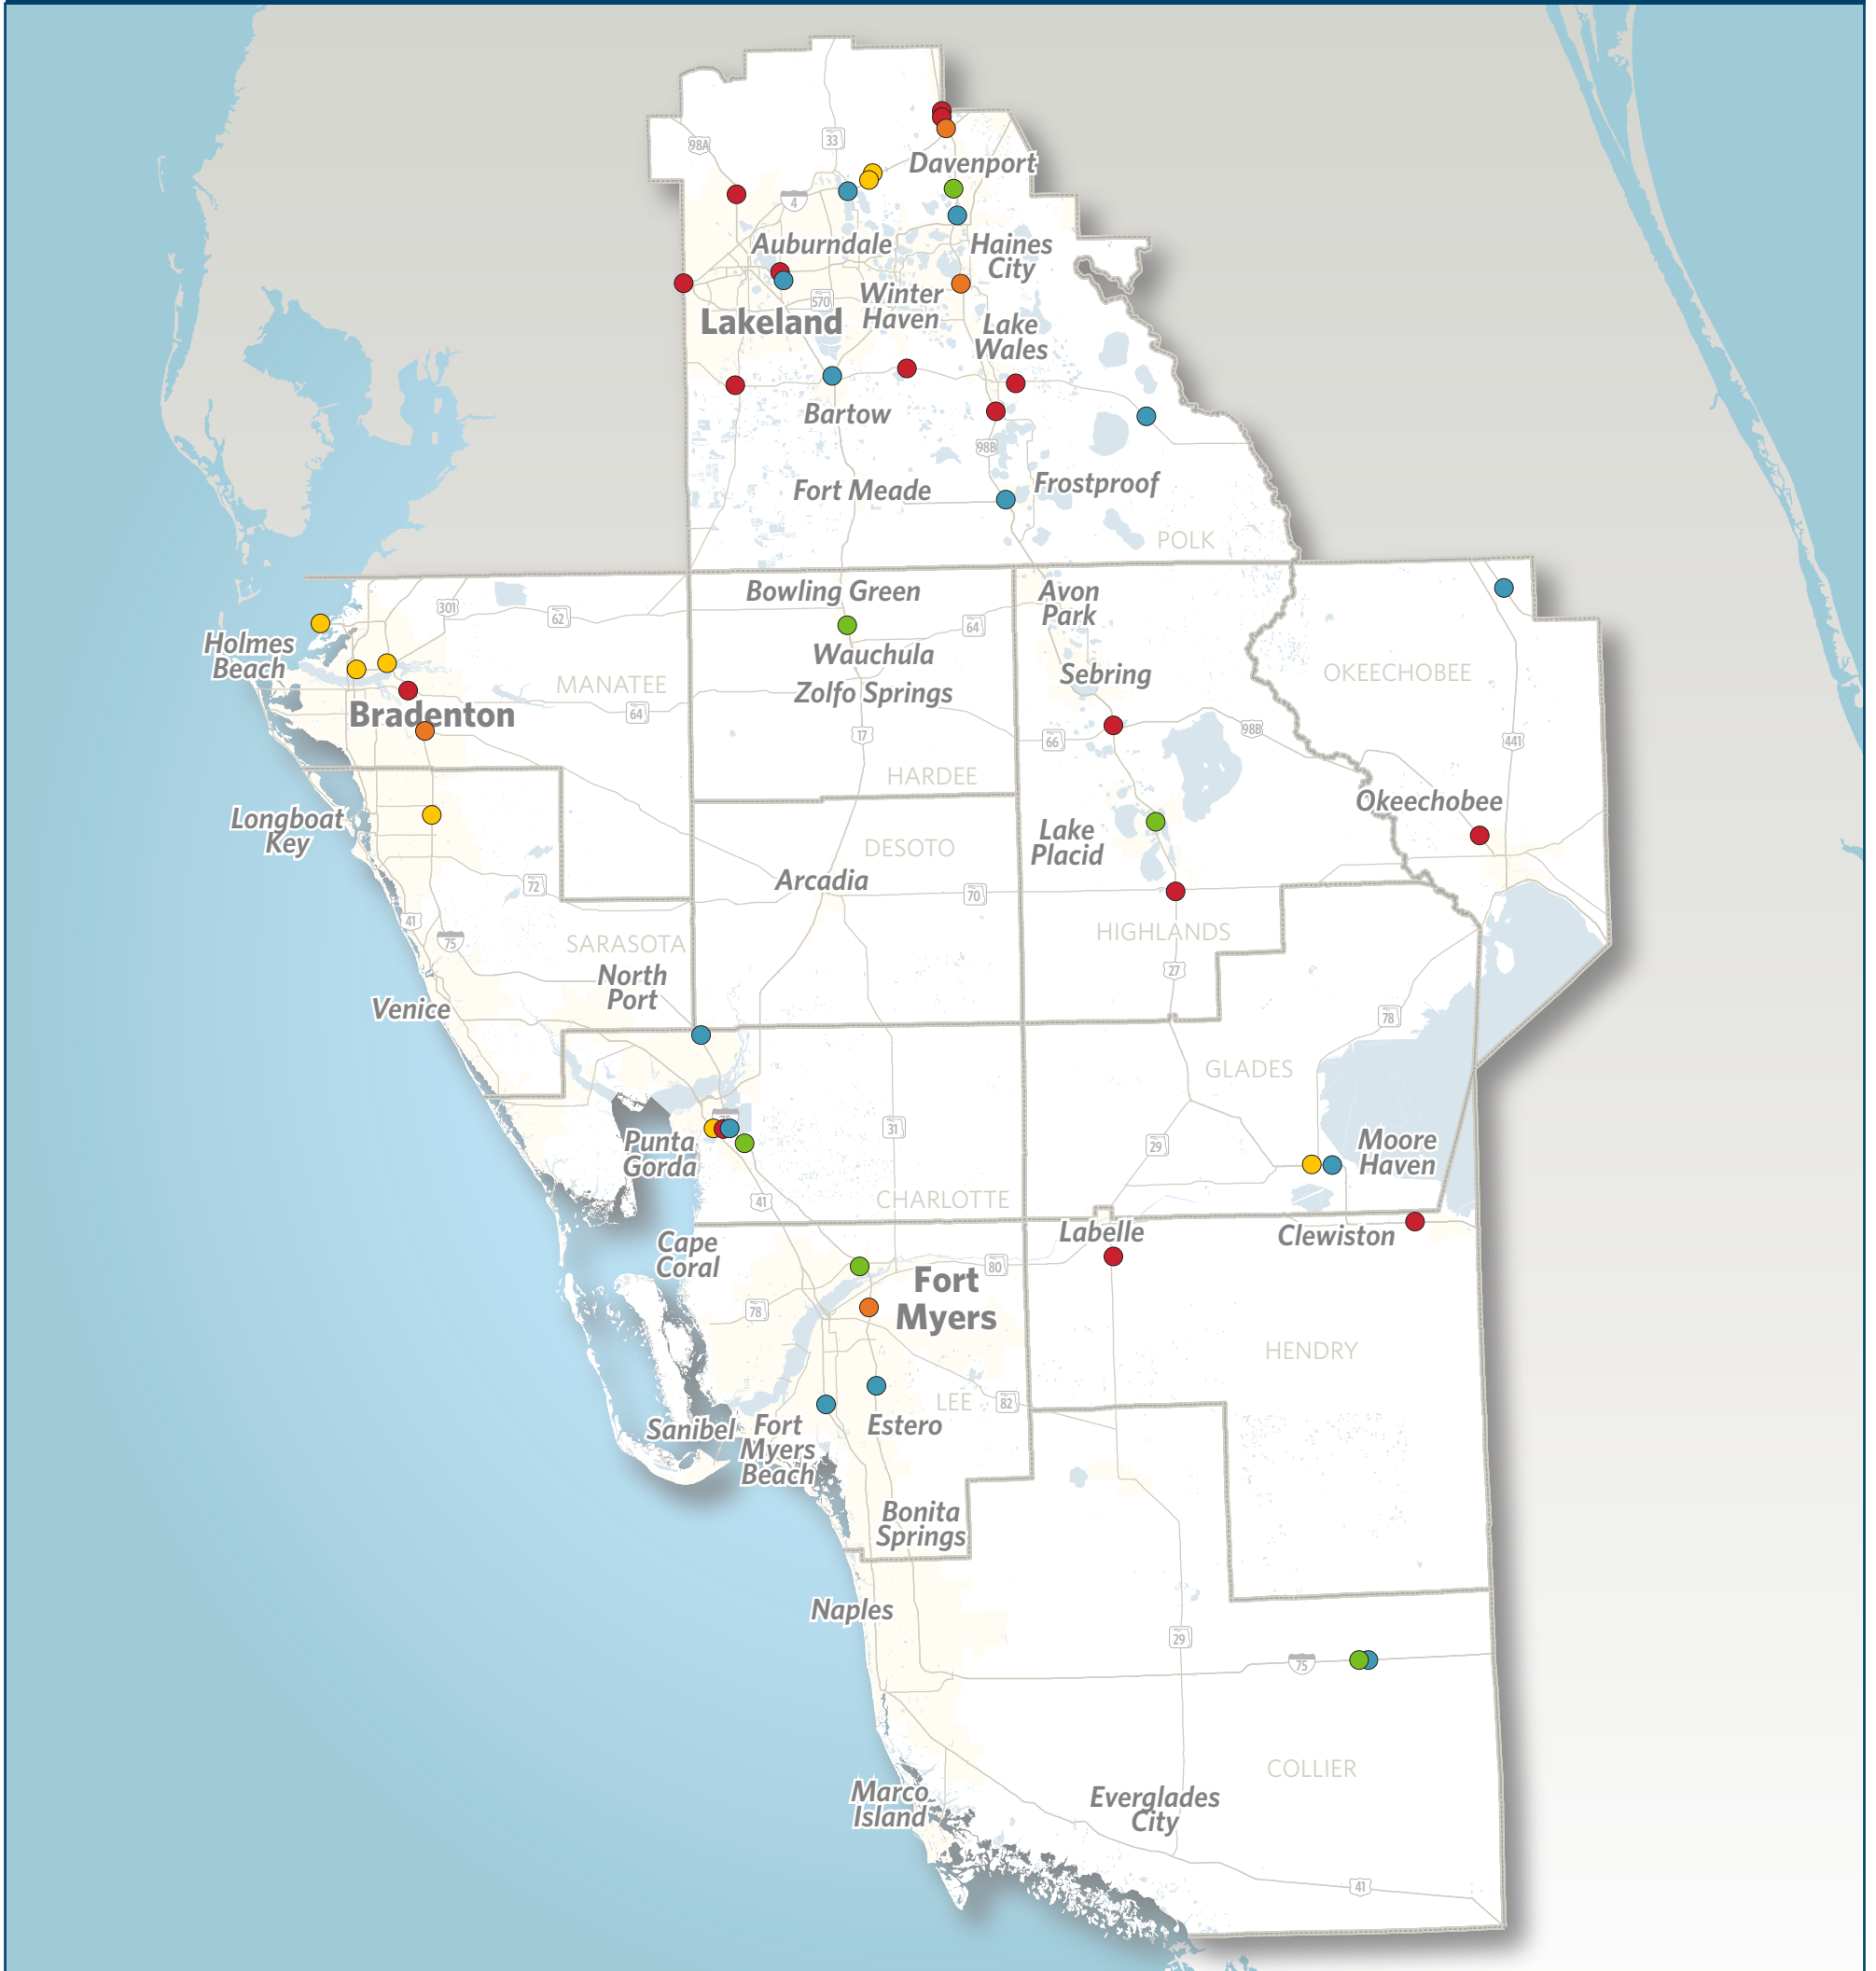 33
98A
Davenport
4
Auburndale
Haines
City
570
Winter
Haven
Lakeland
Lake
Wales
Bartow
98B
Frostproof
Fort Meade
POLK
Bowling Green
Avon
Park
301
62
64
Holmes
Beach
Wauchula
OKEECHOBEE
Sebring
MANATEE
Zolfo Springs
64
Bradenton
98B
17
66
441
HARDEE
Okeechobee
Longboat
Key
Lake
Placid
DESOTO
Arcadia
72
70
41
75
HIGHLANDS
SARASOTA
North
Port
27
Venice
78
GLADES
31
Punta
Gorda
29
Moore
Haven
41
CHARLOTTE
Labelle
Clewiston
Cape
Coral
80
Fort
Myers
78
HENDRY
LEE
82
Sanibel
Fort
Myers
Beach
Estero
Bonita
Springs
Naples
29
75
COLLIER
Marco
Island
Everglades
City
41